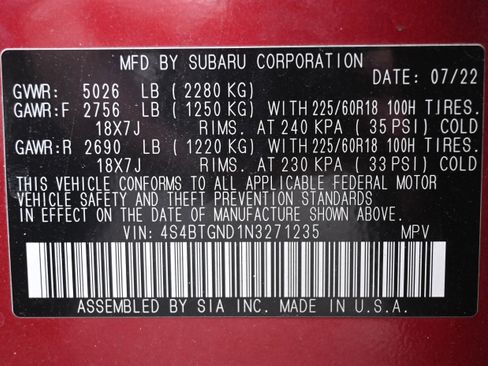 MFD BY SUBARU CORPORATION
DATE: 07/22
GVWR: 5026 LB (2280 KG)
GAWR:F 2756 LB (1250 KG) WITH 225/60R18 100H TIRES.
18X7J RIMS. AT 240 KPA (35 PSI) COLD
GAWR:R 2690 LB (1220 KG) WITH 225/60R18 100H TIRES.
18X7J RIMS. AT 230 KPA (33 PSI) COLD
THIS VEHICLE CONFORMS TO ALL APPLICABLE FEDERAL MOTOR
VEHICLE SAFETY AND THEFT PREVENTION STANDARDS
IN EFFECT ON THE DATE OF MANUFACTURE SHOWN ABOVE.
VIN: 4S4BTGND1N3271235 MPV
ASSEMBLED BY SIA INC. MADE IN U.S.A.